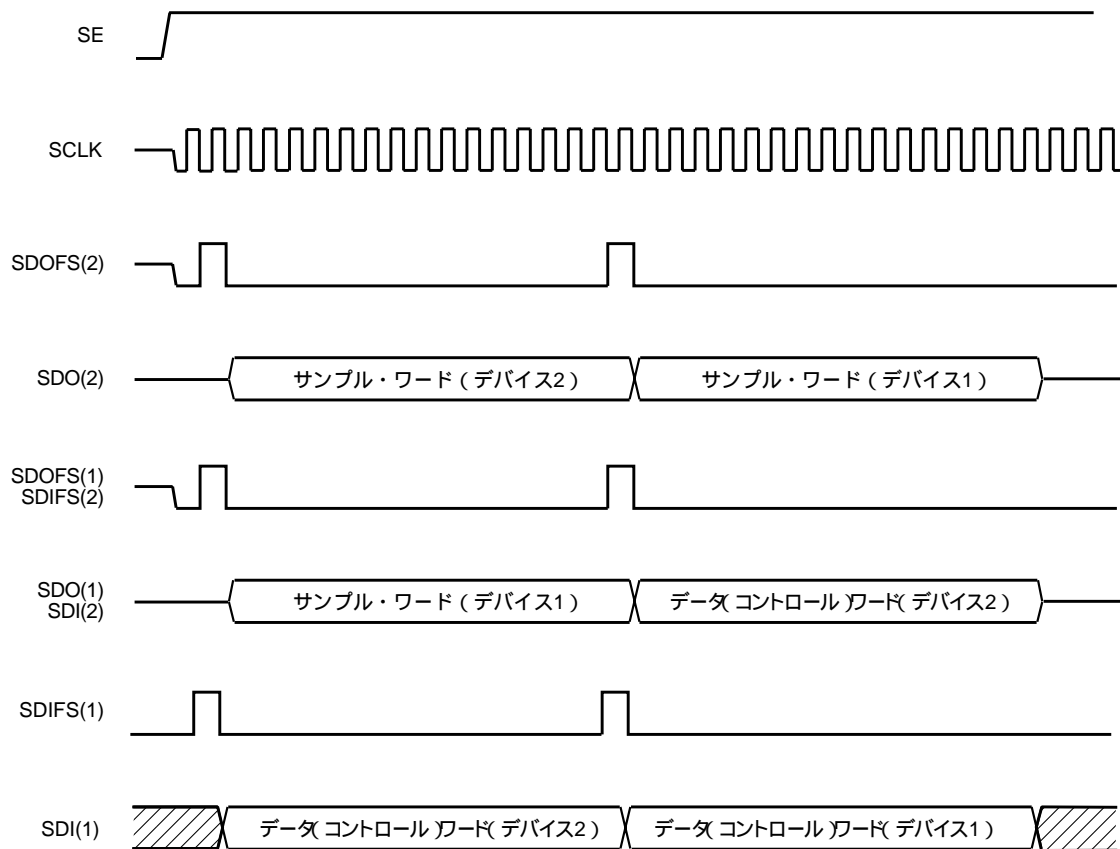 SE
SCLK
SDOFS(2)
SDO(2)
サンプル・ワード(デバイス2)
サンプル・ワード(デバイス1)
SDOFS(1)
SDIFS(2)
SDO(1)
SDI(2)
サンプル・ワード(デバイス1)
データ(コントロール)ワード(デバイス2)
SDIFS(1)
SDI(1)
データ(コントロール)ワード(デバイス2)
データ(コントロール)ワード(デバイス1)